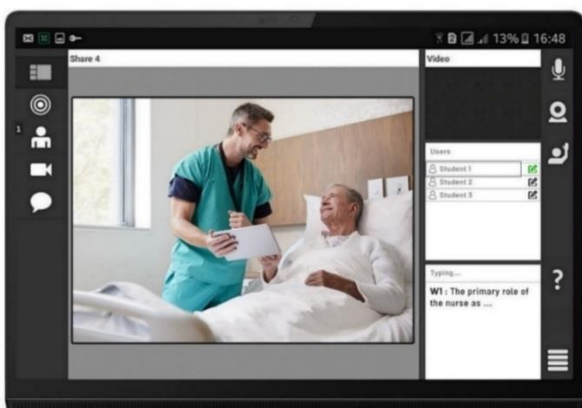 13% 16:48
Share 4
Video
1
Users
Student 1
Student 2
Student 3
Typing...
W1 : The primary role of
the nurse as ...
?